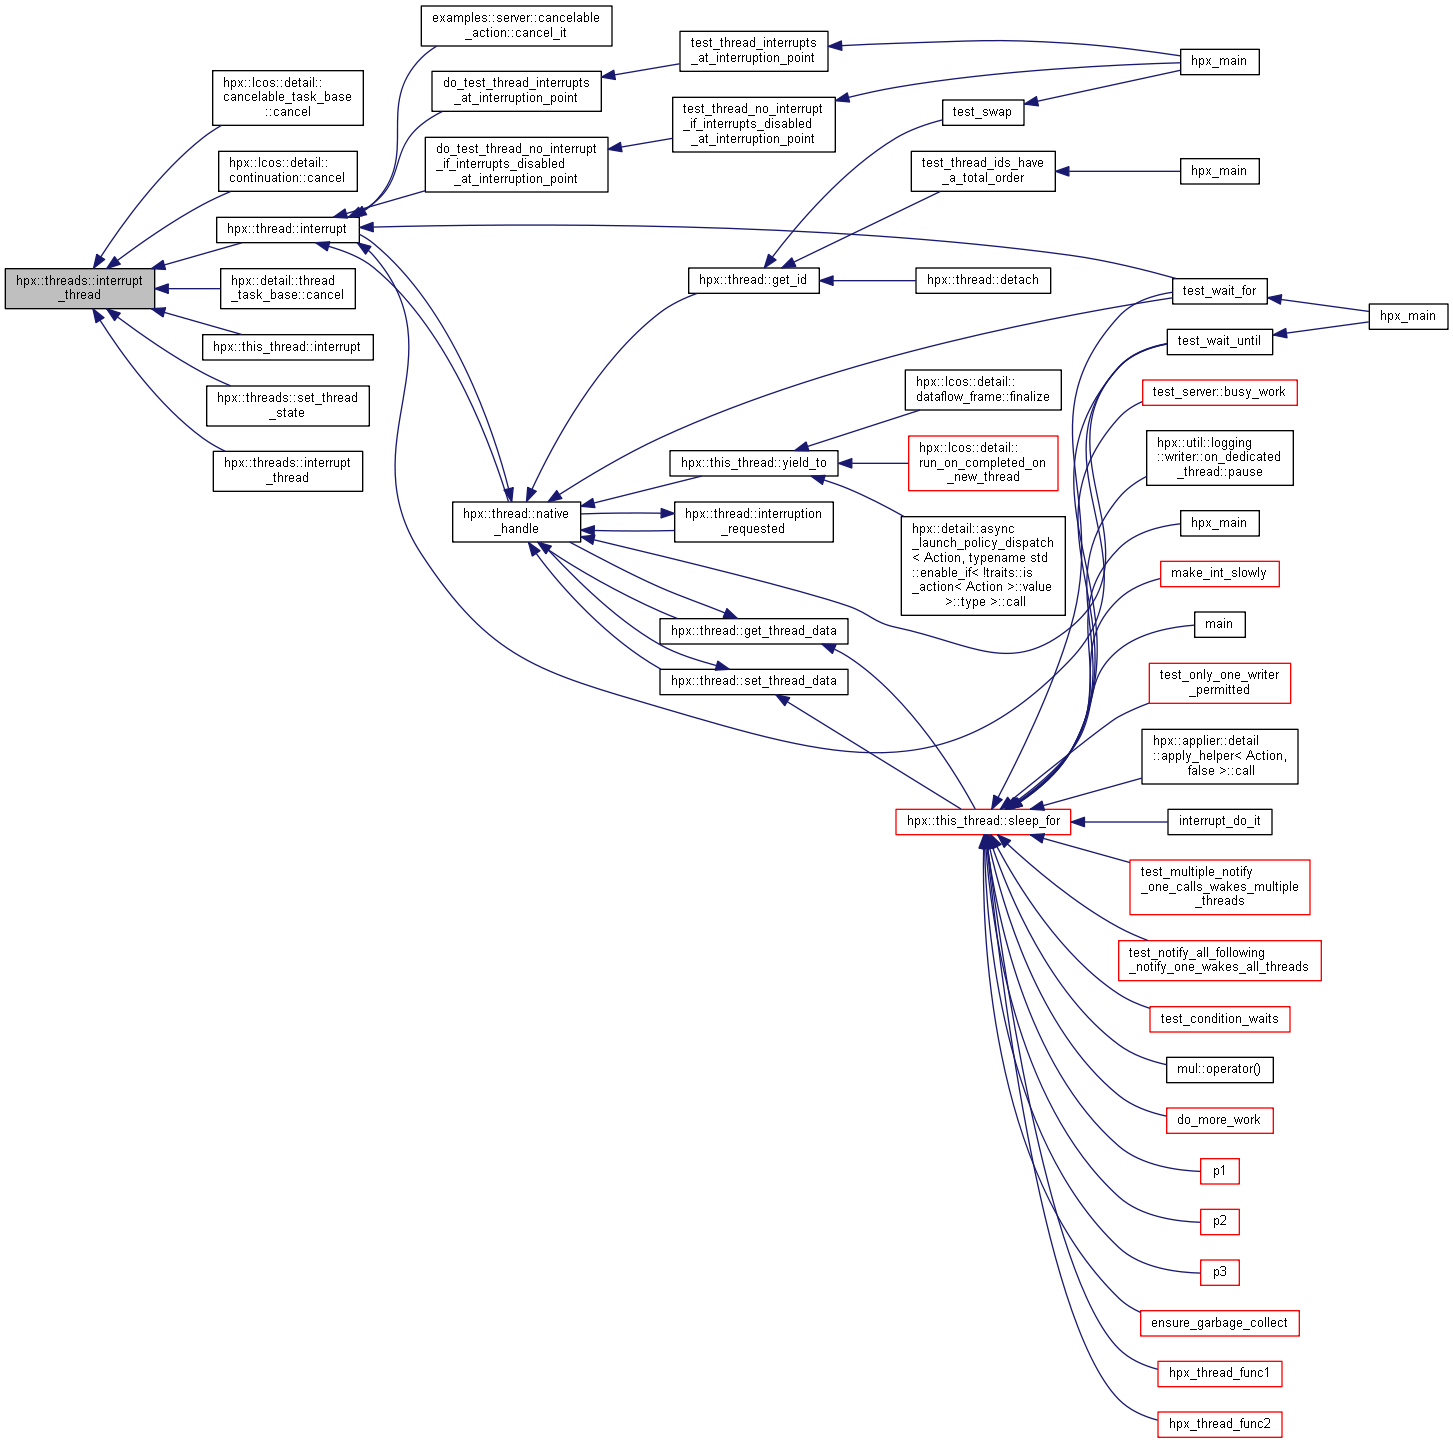 examples::server::cancelable
_action::cancel_it
test_thread_interrupts
_at_interruption_point
hpx_main
hpx::lcos::detail::
cancelable_task_base
::cancel
do_test_thread_interrupts
_at_interruption_point
test_thread_no_interrupt
_if_interrupts_disabled
_at_interruption_point
test_swap
do_test_thread_no_interrupt
_if_interrupts_disabled
_at_interruption_point
hpx::lcos::detail::
continuation::cancel
test_thread_ids_have
_a_total_order
hpx_main
hpx::thread::interrupt
hpx::threads::interrupt
_thread
hpx::detail::thread
_task_base::cancel
hpx::thread::get_id
hpx::thread::detach
test_wait_for
hpx_main
hpx::this_thread::interrupt
test_wait_until
hpx::threads::set_thread
_state
hpx::lcos::detail::
dataflow_frame::finalize
test_server::busy_work
hpx::threads::interrupt
_thread
hpx::this_thread::yield_to
hpx::lcos::detail::
run_on_completed_on
_new_thread
hpx::util::logging
::writer::on_dedicated
_thread::pause
hpx::thread::native
_handle
hpx::thread::interruption
_requested
hpx_main
hpx::detail::async
_launch_policy_dispatch
< Action, typename std
::enable_if< !traits::is
_action< Action >::value
>::type >::call
make_int_slowly
hpx::thread::get_thread_data
main
hpx::thread::set_thread_data
test_only_one_writer
_permitted
hpx::applier::detail
::apply_helper< Action,
false >::call
hpx::this_thread::sleep_for
interrupt_do_it
test_multiple_notify
_one_calls_wakes_multiple
_threads
test_notify_all_following
_notify_one_wakes_all_threads
test_condition_waits
mul::operator()
do_more_work
p1
p2
p3
ensure_garbage_collect
hpx_thread_func1
hpx_thread_func2